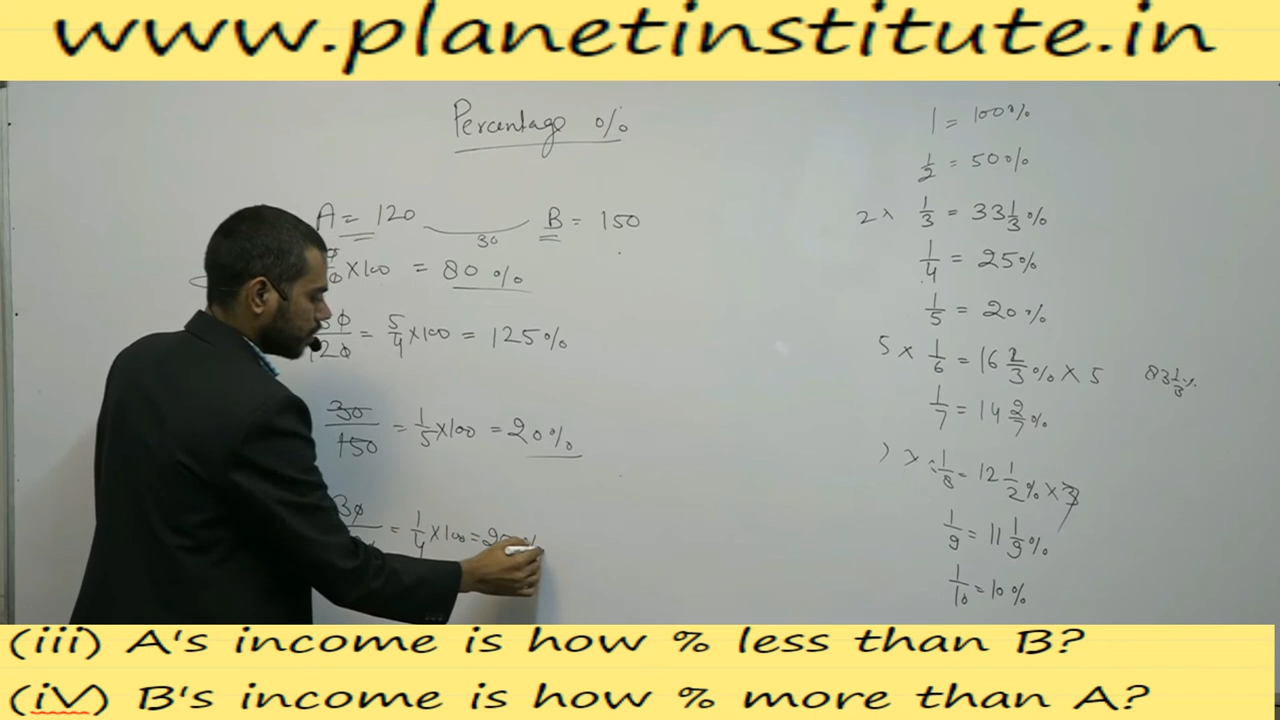 www.planetinstitute.in
Percentage %
A = 120 30 B = 150
×100 = 80 %
120 = 5/4 ×100 = 125%
30/150 = 1/5 ×100 = 20%
30 = 1/4 ×100 =
1 = 100%
1/2 = 50%
2 × 1/3 = 33 1/3 %
1/4 = 25%
1/5 = 20%
5 × 1/6 = 16 2/3 % × 5 83 1/3 %
1/7 = 14 2/7 %
× 1/8 = 12 1/2 % × 3
1/9 = 11 1/9 %
1/10 = 10%
(iii) A's income is how % less than B?
(iv) B's income is how % more than A?